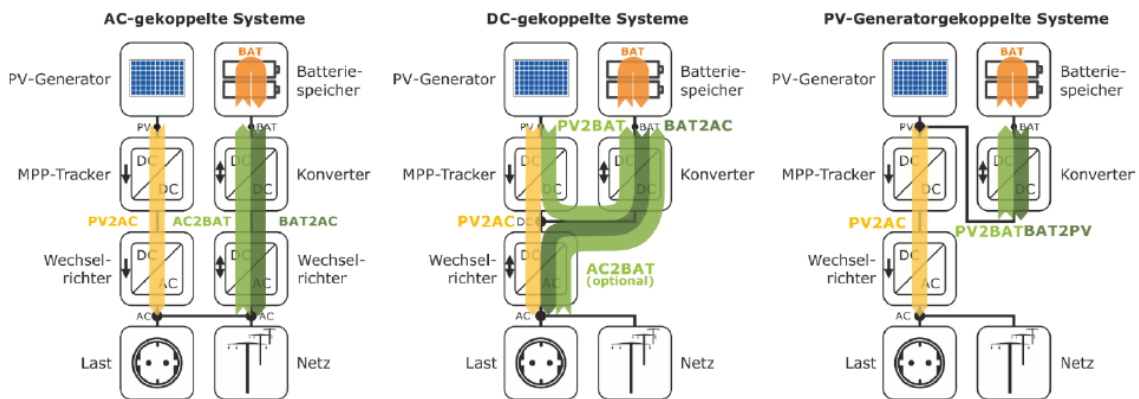 AC-gekoppelte Systeme
BAT
PV-Generator
Batterie-
speicher
PV
BAT
DC
DC
MPP-Tracker
Konverter
DC
DC
PV2AC
AC2BAT
BAT2AC
DC
DC
Wechsel-
richter
Wechsel-
richter
AC
AC
AC
AC
Last
Netz
DC-gekoppelte Systeme
BAT
PV-Generator
Batterie-
speicher
PV
PV2BAT
BAT
BAT2AC
DC
DC
MPP-Tracker
Konverter
DC
DC
PV2AC
DC
DC
Wechsel-
richter
AC2BAT
(optional)
AC
AC
Last
Netz
PV-Generatorgekoppelte Systeme
BAT
PV-Generator
Batterie-
speicher
PV
BAT
DC
DC
MPP-Tracker
Konverter
DC
DC
PV2AC
PV2BAT
BAT2PV
DC
Wechsel-
richter
AC
AC
Last
Netz